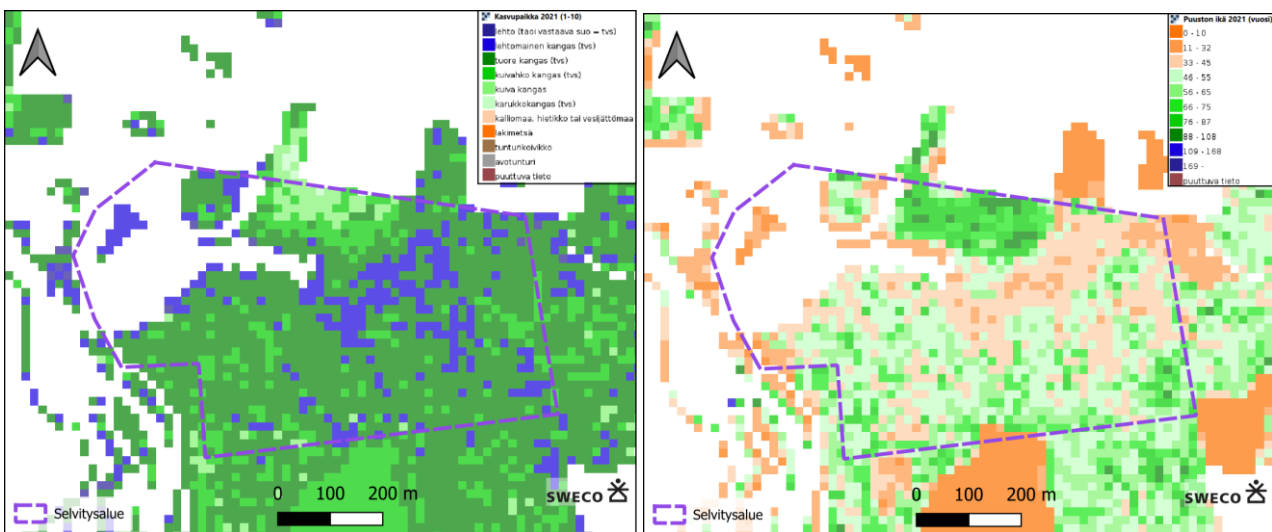 Kasvupaikka 2021 (1-10)
lehto (taoi vastaava suo = tvs)
lehtomainen kangas (tvs)
tuore kangas (tvs)
kuivahko kangas (tvs)
kuiva kangas
karukkokangas (tvs)
kalliomaa, hietikko tai vesijättömaa
lakimetsä
tunturikoivikko
avotunturi
puuttuva tieto
0 100 200 m
Selvitysalue
SWECO
Puuston ikä 2021 (vuosi)
0 - 10
11 - 32
33 - 45
46 - 55
56 - 65
66 - 75
76 - 87
88 - 108
109 - 168
169 -
puuttuva tieto
0 100 200 m
Selvitysalue
SWECO